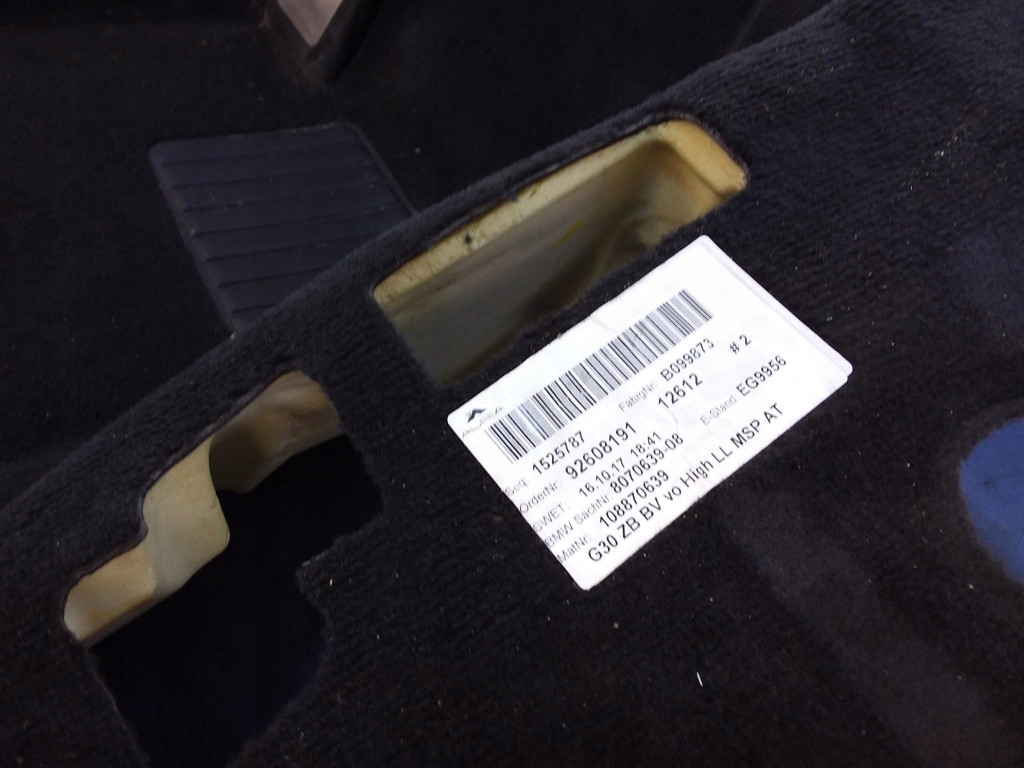 Seq: 1525787 FahrgNr: B099873
OrderNr: 92608191 12612 # 2
SWET: 16.10.17 18:41
BMW SachNr: 8070639-08 E-Stand: EG9956
MatNr: 108870639
G30 ZB BV vo High LL MSP AT